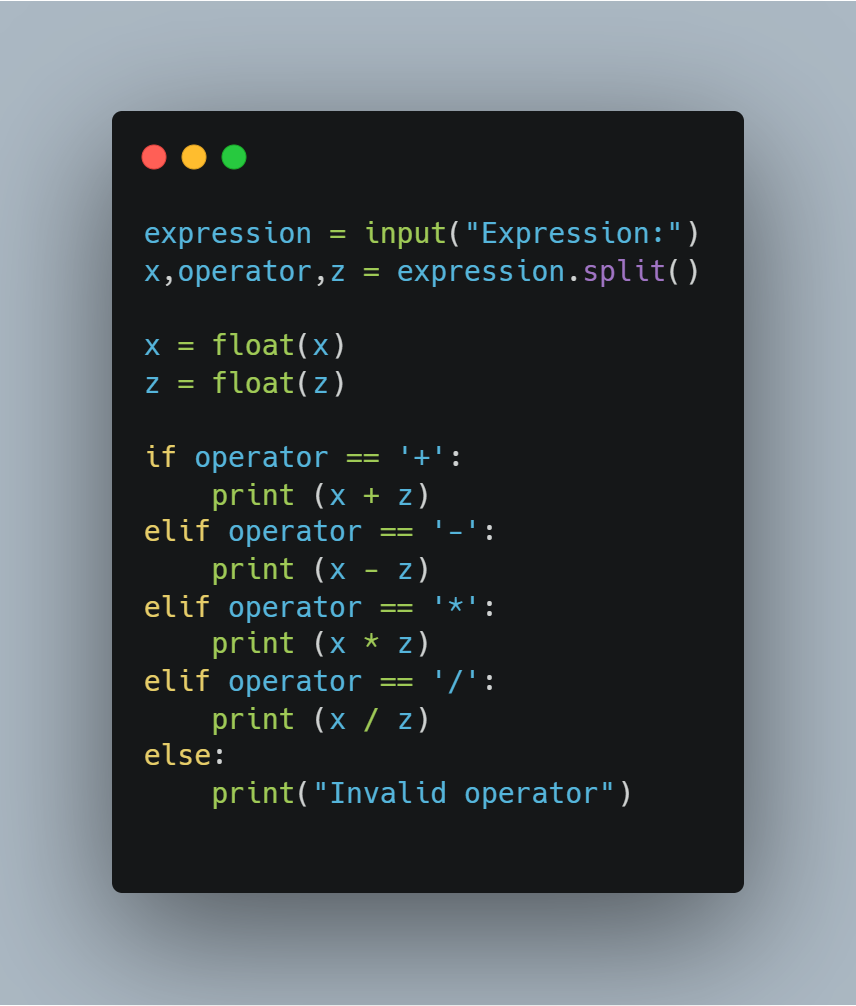 expression = input("Expression:")
x,operator,z = expression.split()

x = float(x)
z = float(z)

if operator == '+':
    print (x + z)
elif operator == '-':
    print (x - z)
elif operator == '*':
    print (x * z)
elif operator == '/':
    print (x / z)
else:
    print("Invalid operator")